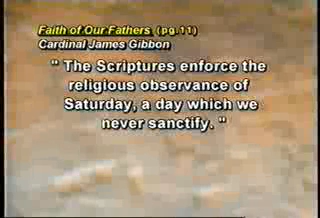 Faith of Our Fathers (pg.11)
Cardinal James Gibbon
" The Scriptures enforce the
religious observance of
Saturday, a day which we
never sanctify. "